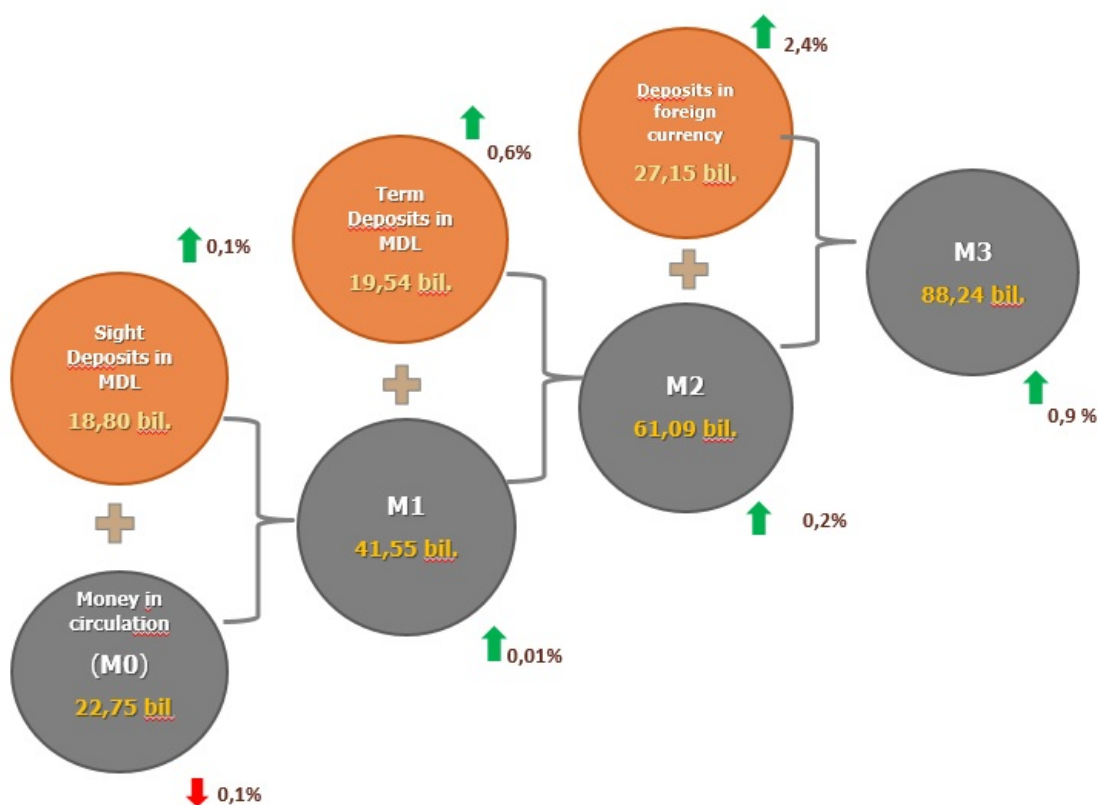 0,1%
Sight
Deposits in
MDL
18,80 bil.
Money in
circulation
(M0)
22,75 bil
0,1%
0,6%
Term
Deposits in
MDL
19,54 bil.
M1
41,55 bil.
0,01%
2,4%
Deposits in
foreign
currency
27,15 bil.
M2
61,09 bil.
0,2%
M3
88,24 bil.
0,9 %